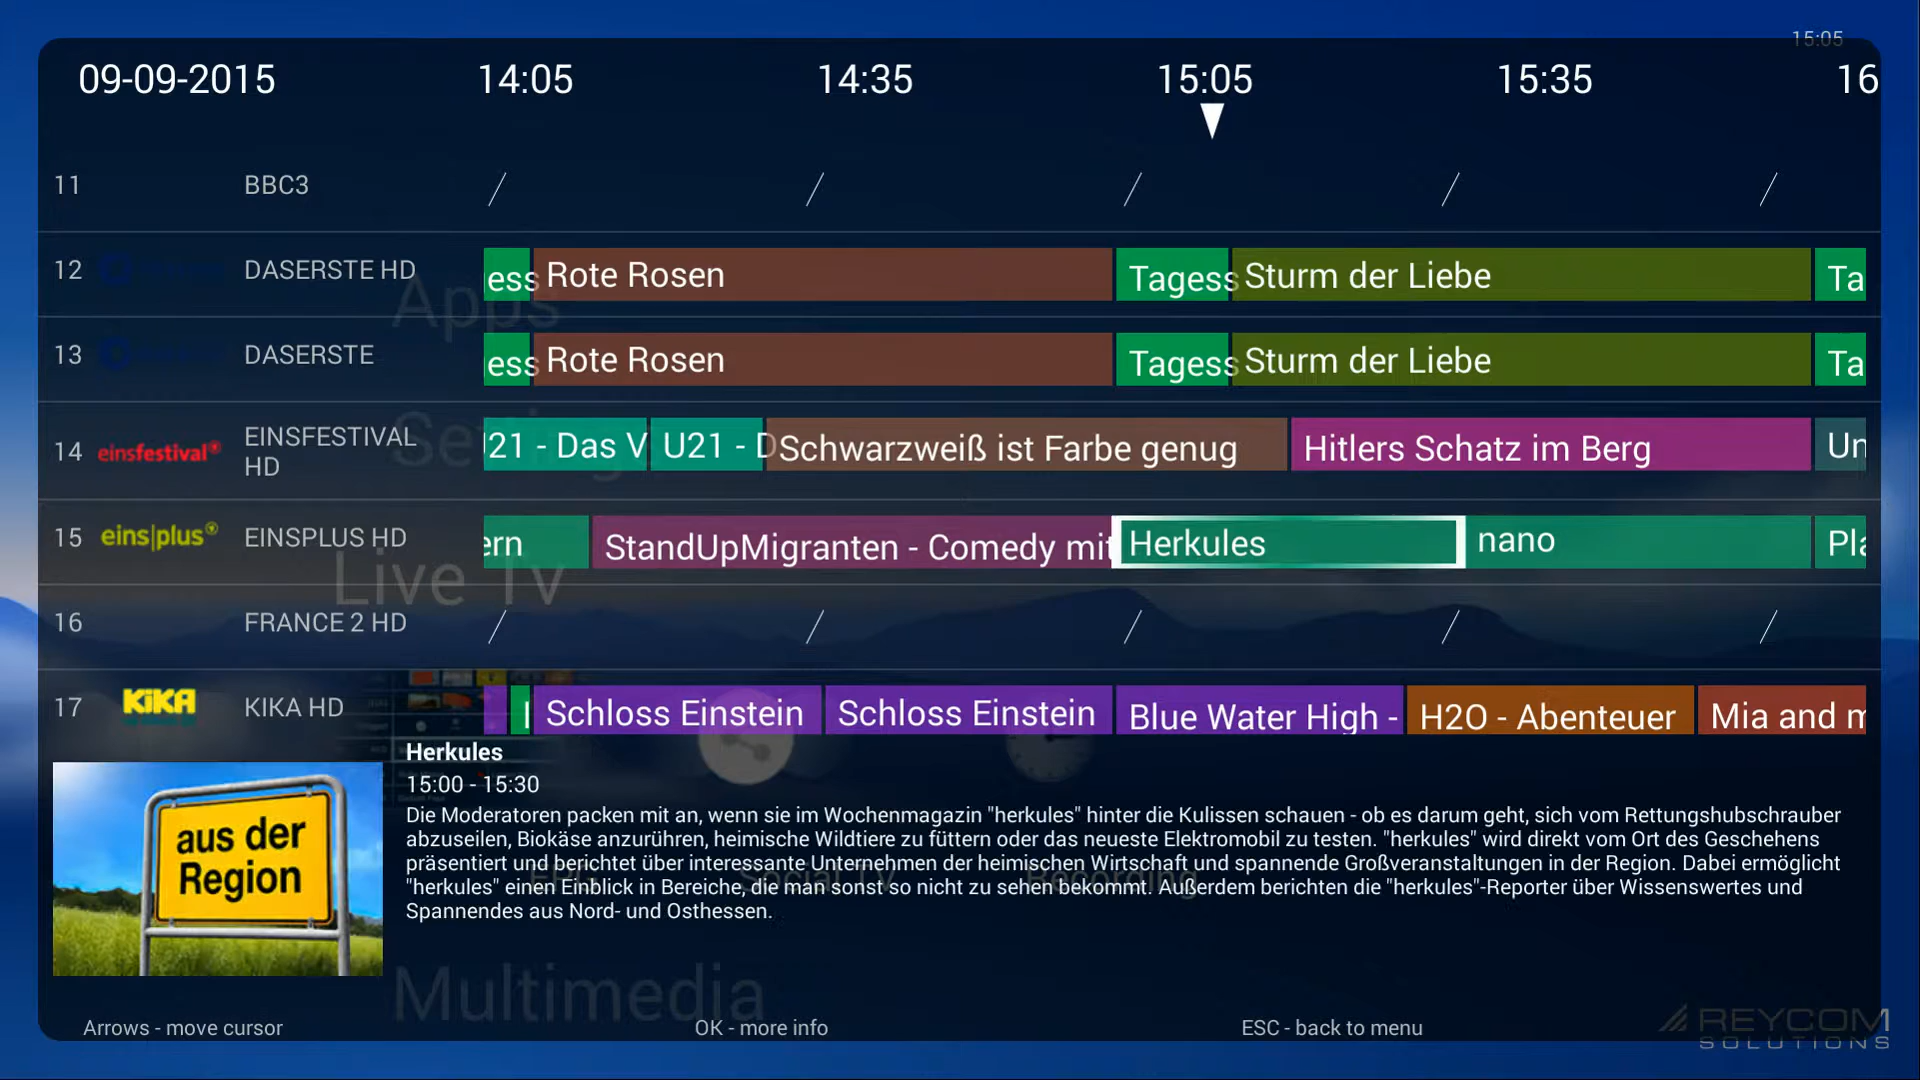 15:05
09-09-2015 14:05 14:35 15:05 15:35 16
11 BBC3
12 DASERSTE HD ess Rote Rosen Tagess Sturm der Liebe Ta
Apps
13 DASERSTE ess Rote Rosen Tagess Sturm der Liebe Ta
14 einsfestival EINSFESTIVAL HD J21 - Das V U21 - D Schwarzweiß ist Farbe genug Hitlers Schatz im Berg Un
15 eins|plus EINSPLUS HD ern StandUpMigranten - Comedy mit Herkules nano Pla
Live Tv
16 FRANCE 2 HD
17 KiKA KIKA HD Schloss Einstein Schloss Einstein Blue Water High - H2O - Abenteuer Mia and m
Herkules
15:00 - 15:30
Die Moderatoren packen mit an, wenn sie im Wochenmagazin "herkules" hinter die Kulissen schauen - ob es darum geht, sich vom Rettungshubschrauber
abzuseilen, Biokäse anzurühren, heimische Wildtiere zu füttern oder das neueste Elektromobil zu testen. "herkules" wird direkt vom Ort des Geschehens
präsentiert und berichtet über interessante Unternehmen der heimischen Wirtschaft und spannende Großveranstaltungen in der Region. Dabei ermöglicht
"herkules" einen Einblick in Bereiche, die man sonst so nicht zu sehen bekommt. Außerdem berichten die "herkules"-Reporter über Wissenswertes und
Spannendes aus Nord- und Osthessen.
aus der
Region
EPG Social TV Recording
Multimedia
Arrows - move cursor OK - more info ESC - back to menu
REYCOM
SOLUTIONS